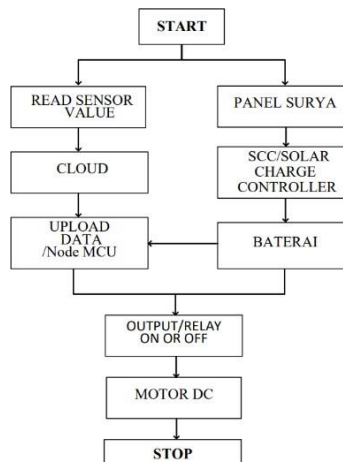 START
READ SENSOR
VALUE
PANEL SURYA
CLOUD
SCC/SOLAR
CHARGE
CONTROLLER
UPLOAD
DATA
/Node MCU
BATERAI
OUTPUT/RELAY
ON OR OFF
MOTOR DC
STOP